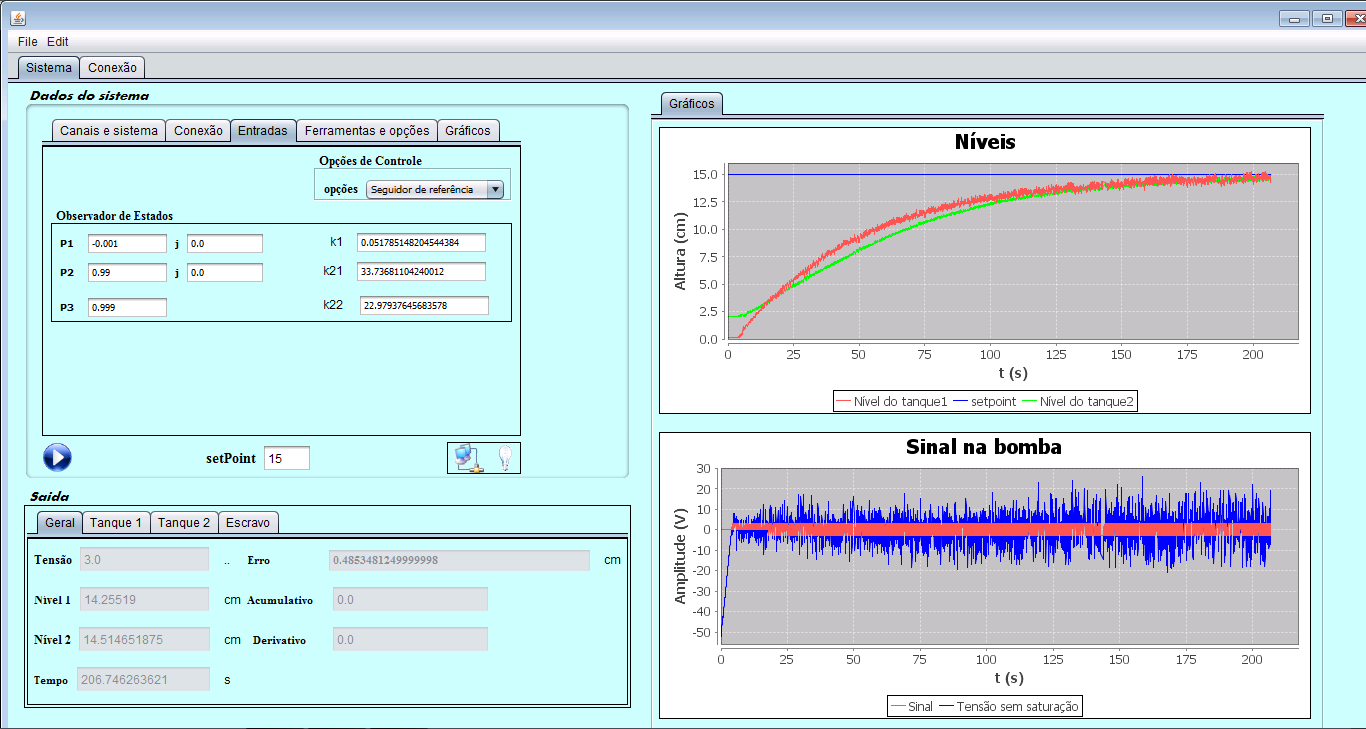 File Edit
Sistema Conexão
Dados do sistema
Canais e sistema Conexão Entradas Ferramentas e opções Gráficos
Opções de Controle
opções Seguidor de referência
Observador de Estados
P1 -0.001 j 0.0 k1 0.051785148204544384
P2 0.99 j 0.0 k21 33.73681104240012
P3 0.999 k22 22.97937645683578
setPoint 15
Saida
Geral Tanque 1 Tanque 2 Escravo
Tensão 3.0 .. Erro 0.4853481249999998 cm
Nivel 1 14.25519 cm Acumulativo 0.0
Nivel 2 14.514651875 cm Derivativo 0.0
Tempo 206.746263621 s
Gráficos
Níveis
Altura (cm)
15.0
12.5
10.0
7.5
5.0
2.5
0.0
0 25 50 75 100 125 150 175 200
t (s)
Nível do tanque1 setpoint Nível do tanque2
Sinal na bomba
Amplitude (V)
30
20
10
0
-10
-20
-30
-40
-50
0 25 50 75 100 125 150 175 200
t (s)
Sinal Tensão sem saturação